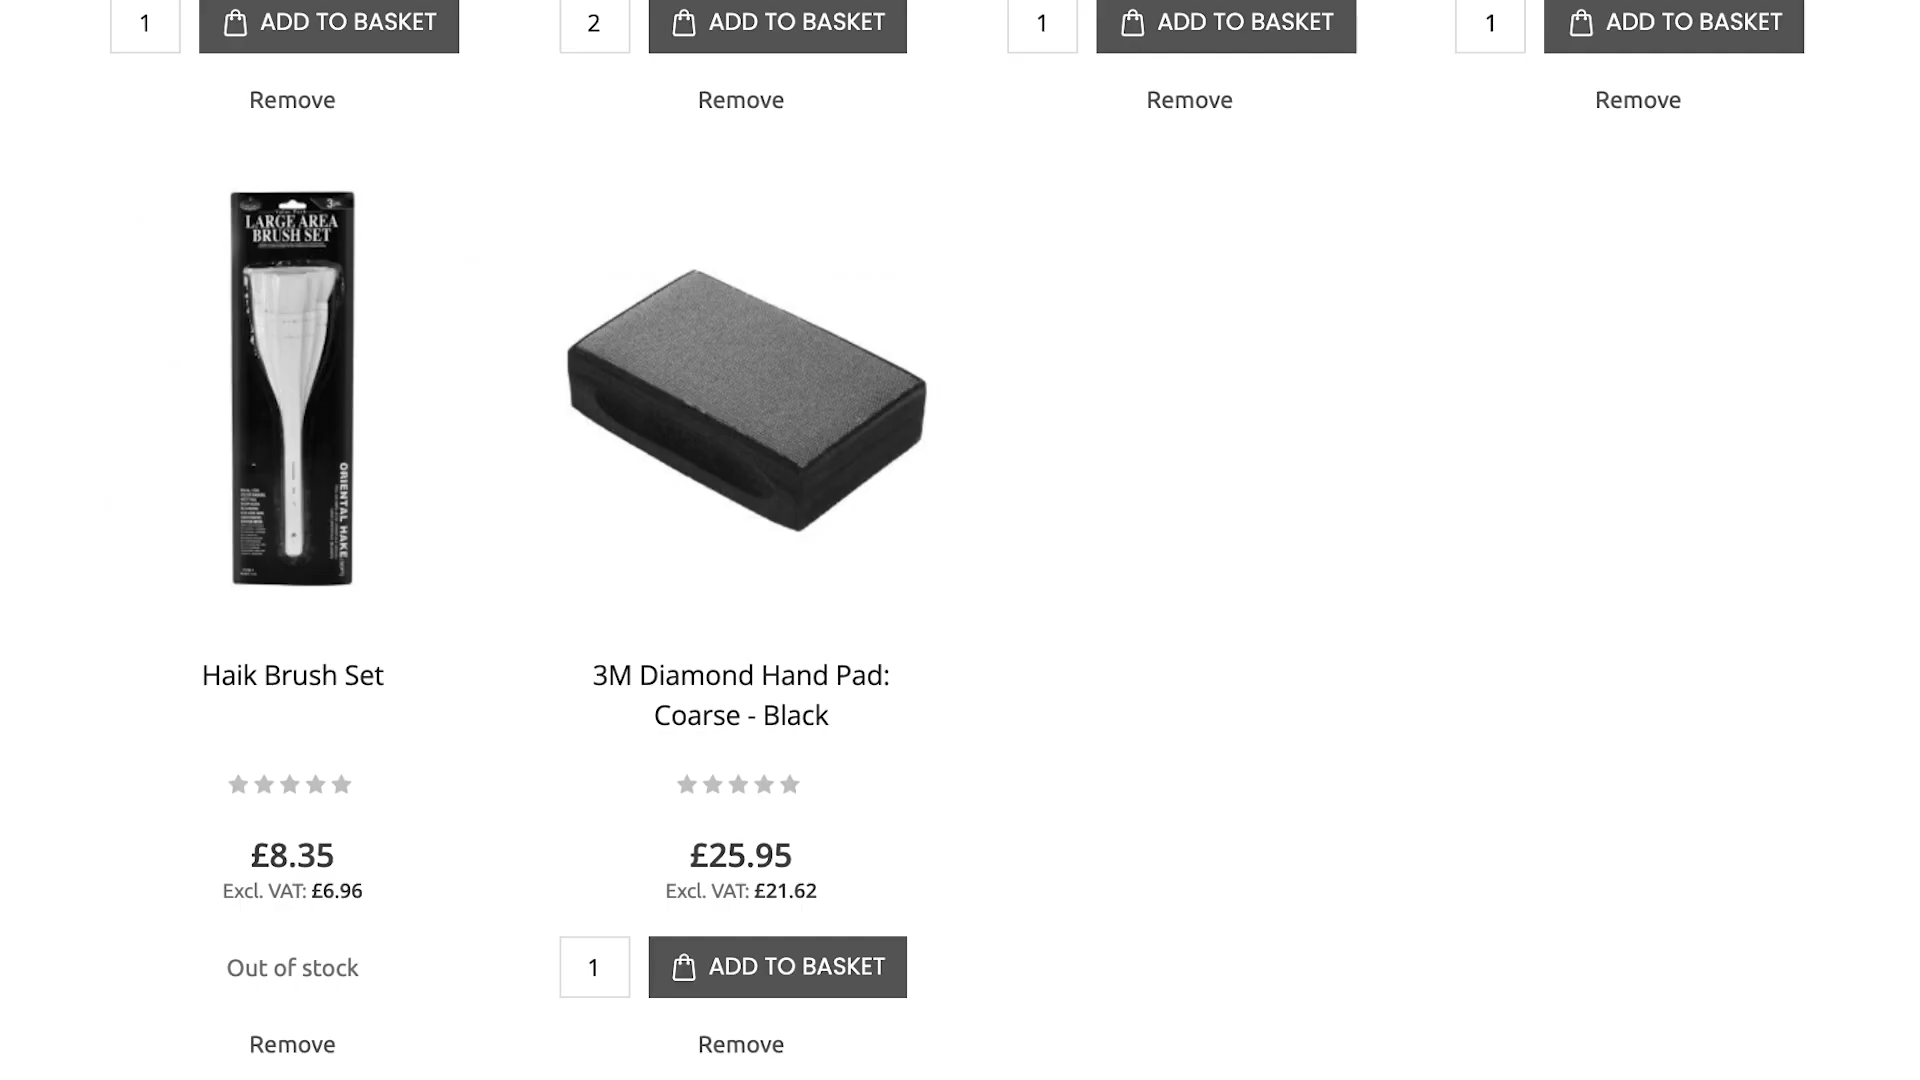 1 ADD TO BASKET 2 ADD TO BASKET 1 ADD TO BASKET 1 ADD TO BASKET
Remove Remove Remove Remove
3
LARGE AREA
BRUSH SET
ORIENTAL HAKE
Haik Brush Set
3M Diamond Hand Pad:
Coarse - Black
£8.35
Excl. VAT: £6.96
£25.95
Excl. VAT: £21.62
Out of stock
1 ADD TO BASKET
Remove Remove